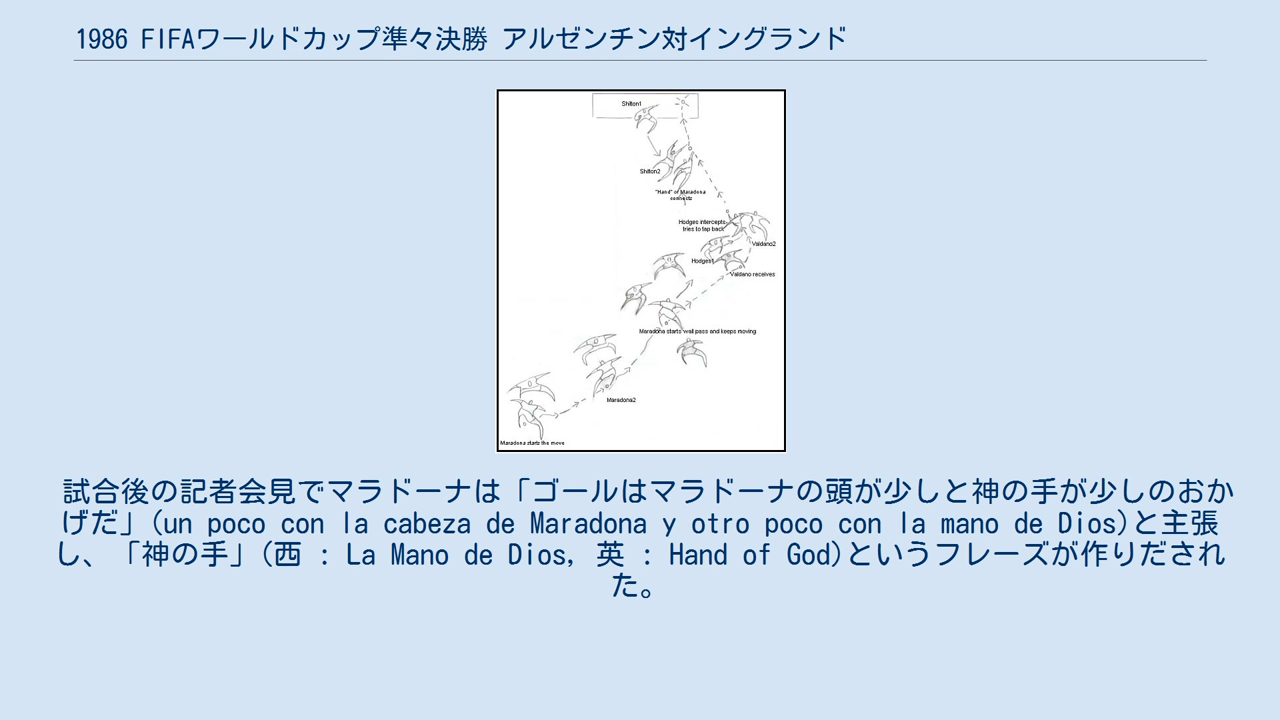 1986 FIFAワールドカップ準々決勝 アルゼンチン対イングランド
Shilton1
Shilton2
"Hand" of Maradona
connects
Hodges intercepts
tries to tap back
Valdano2
Hodges1
Valdano receives
Maradona starts wall pass and keeps moving
Maradona2
Maradona starts the move
試合後の記者会見でマラドーナは「ゴールはマラドーナの頭が少しと神の手が少しのおか
げだ」(un poco con la cabeza de Maradona y otro poco con la mano de Dios)と主張
し、「神の手」(西 : La Mano de Dios, 英 : Hand of God)というフレーズが作りだされ
た。